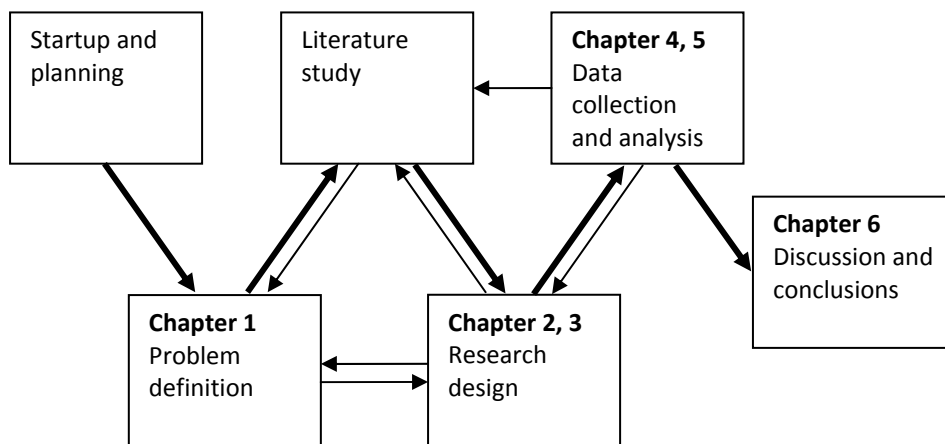 Startup and
planning
Literature
study
Chapter 4, 5
Data
collection
and analysis
Chapter 6
Discussion and
conclusions
Chapter 1
Problem
definition
Chapter 2, 3
Research
design